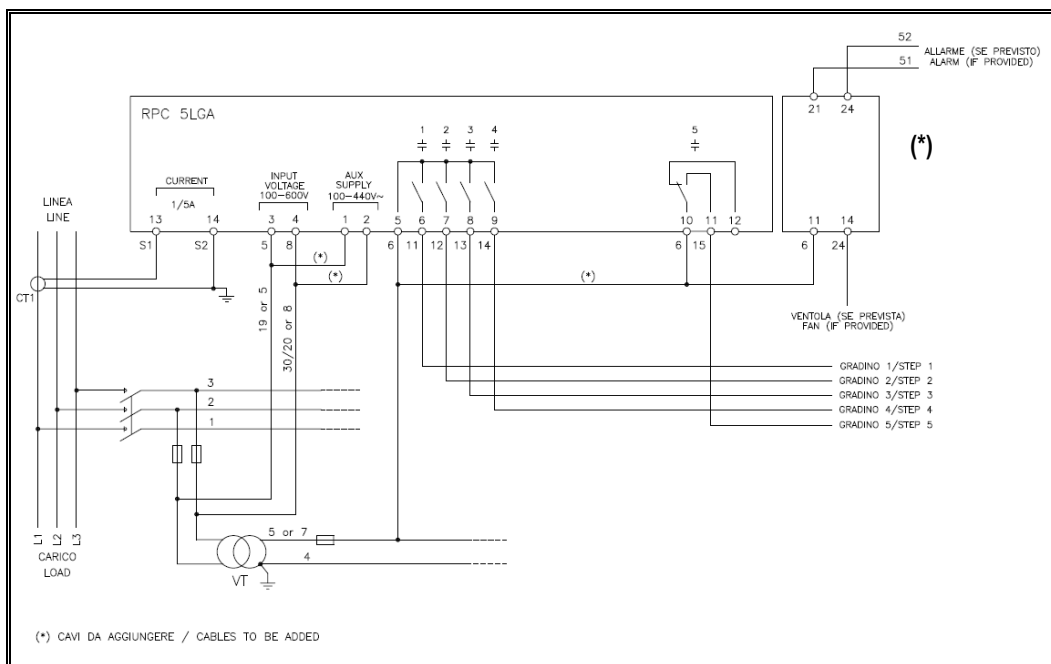 52
ALLARME (SE PREVISTO)
51
ALARM (IF PROVIDED)
RPC 5LGA
21 24
(*)
1 2 3 4 5
CURRENT
1/5A
INPUT
VOLTAGE
100-600V
AUX
SUPPLY
100-440V~
LINEA
LINE
13 14 3 4 1 2 5 6 7 8 9 10 11 12 11 14
S1 S2 5 8 6 11 12 13 14 6 15 6 24
(*)
(*)
(*)
CT1
19 or 5
30/20 or 8
VENTOLA (SE PREVISTA)
FAN (IF PROVIDED)
GRADINO 1/STEP 1
GRADINO 2/STEP 2
GRADINO 3/STEP 3
GRADINO 4/STEP 4
GRADINO 5/STEP 5
3
2
1
L1 L2 L3
CARICO
LOAD
5 or 7
4
VT
(*) CAVI DA AGGIUNGERE / CABLES TO BE ADDED